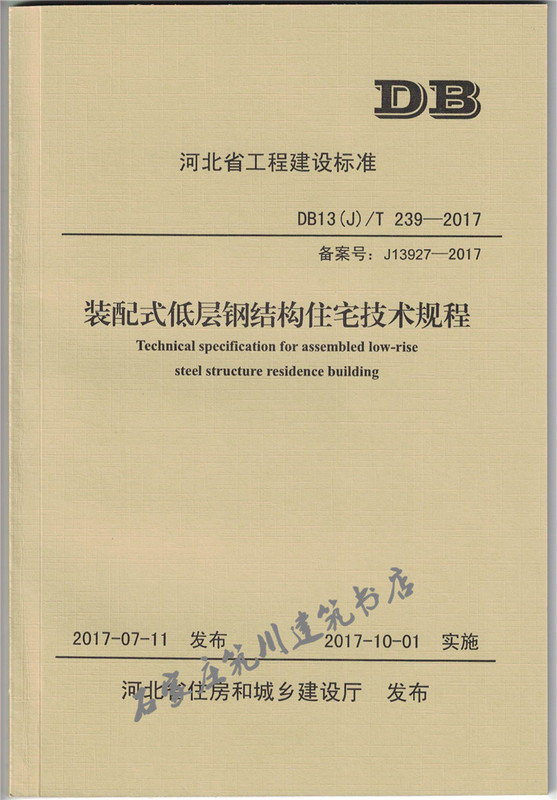 DB
河北省工程建设标准
DB13(J)/T 239—2017
备案号：J13927—2017
装配式低层钢结构住宅技术规程
Technical specification for assembled low-rise
steel structure residence building
2017-07-11 发布 2017-10-01 实施
河北省住房和城乡建设厅 发布
石家庄筑川建筑书店